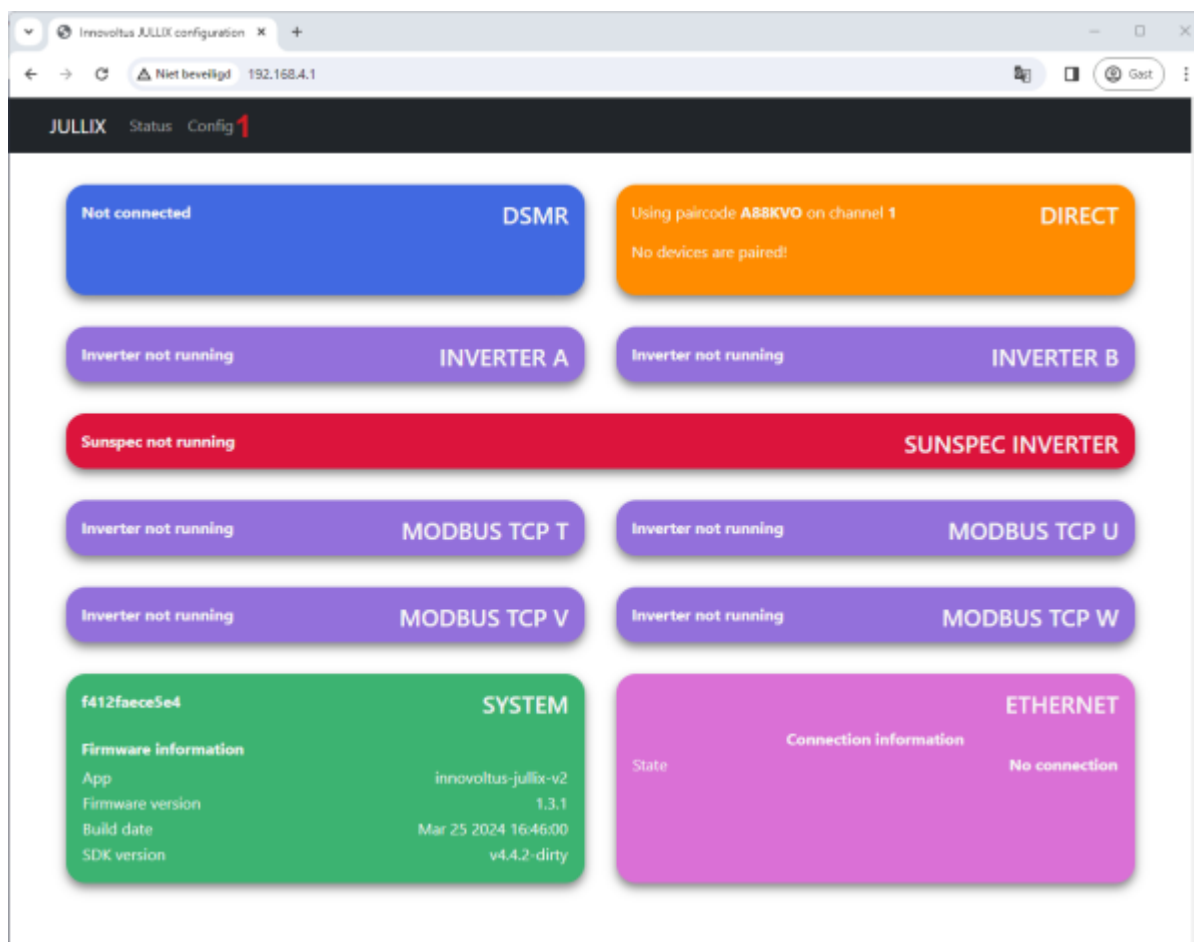 Innovoltus JULLIX configuration
Niet beveiligd 192.168.4.1 Gast
JULLIX Status Config 1
Not connected DSMR
Using paircode A88KVO on channel 1 DIRECT
No devices are paired!
Inverter not running INVERTER A
Inverter not running INVERTER B
Sunspec not running SUNSPEC INVERTER
Inverter not running MODBUS TCP T
Inverter not running MODBUS TCP U
Inverter not running MODBUS TCP V
Inverter not running MODBUS TCP W
f412faece5e4 SYSTEM
Firmware information
App innovoltus-jullix-v2
Firmware version 1.3.1
Build date Mar 25 2024 16:46:00
SDK version v4.4.2-dirty
ETHERNET
Connection information
State No connection